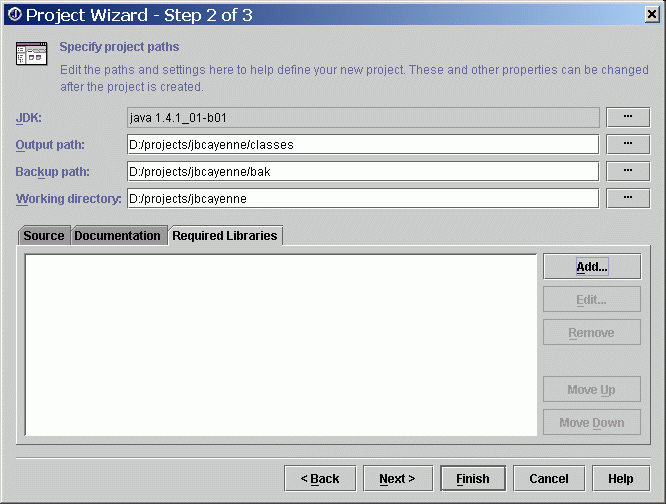 Project Wizard - Step 2 of 3
Specify project paths
Edit the paths and settings here to help define your new project. These and other properties can be changed
after the project is created.
JDK: java 1.4.1_01-b01 ...
Output path: D:/projects/jbcayenne/classes ...
Backup path: D:/projects/jbcayenne/bak ...
Working directory: D:/projects/jbcayenne ...
Source Documentation Required Libraries
Add...
Edit...
Remove
Move Up
Move Down
< Back Next > Finish Cancel Help